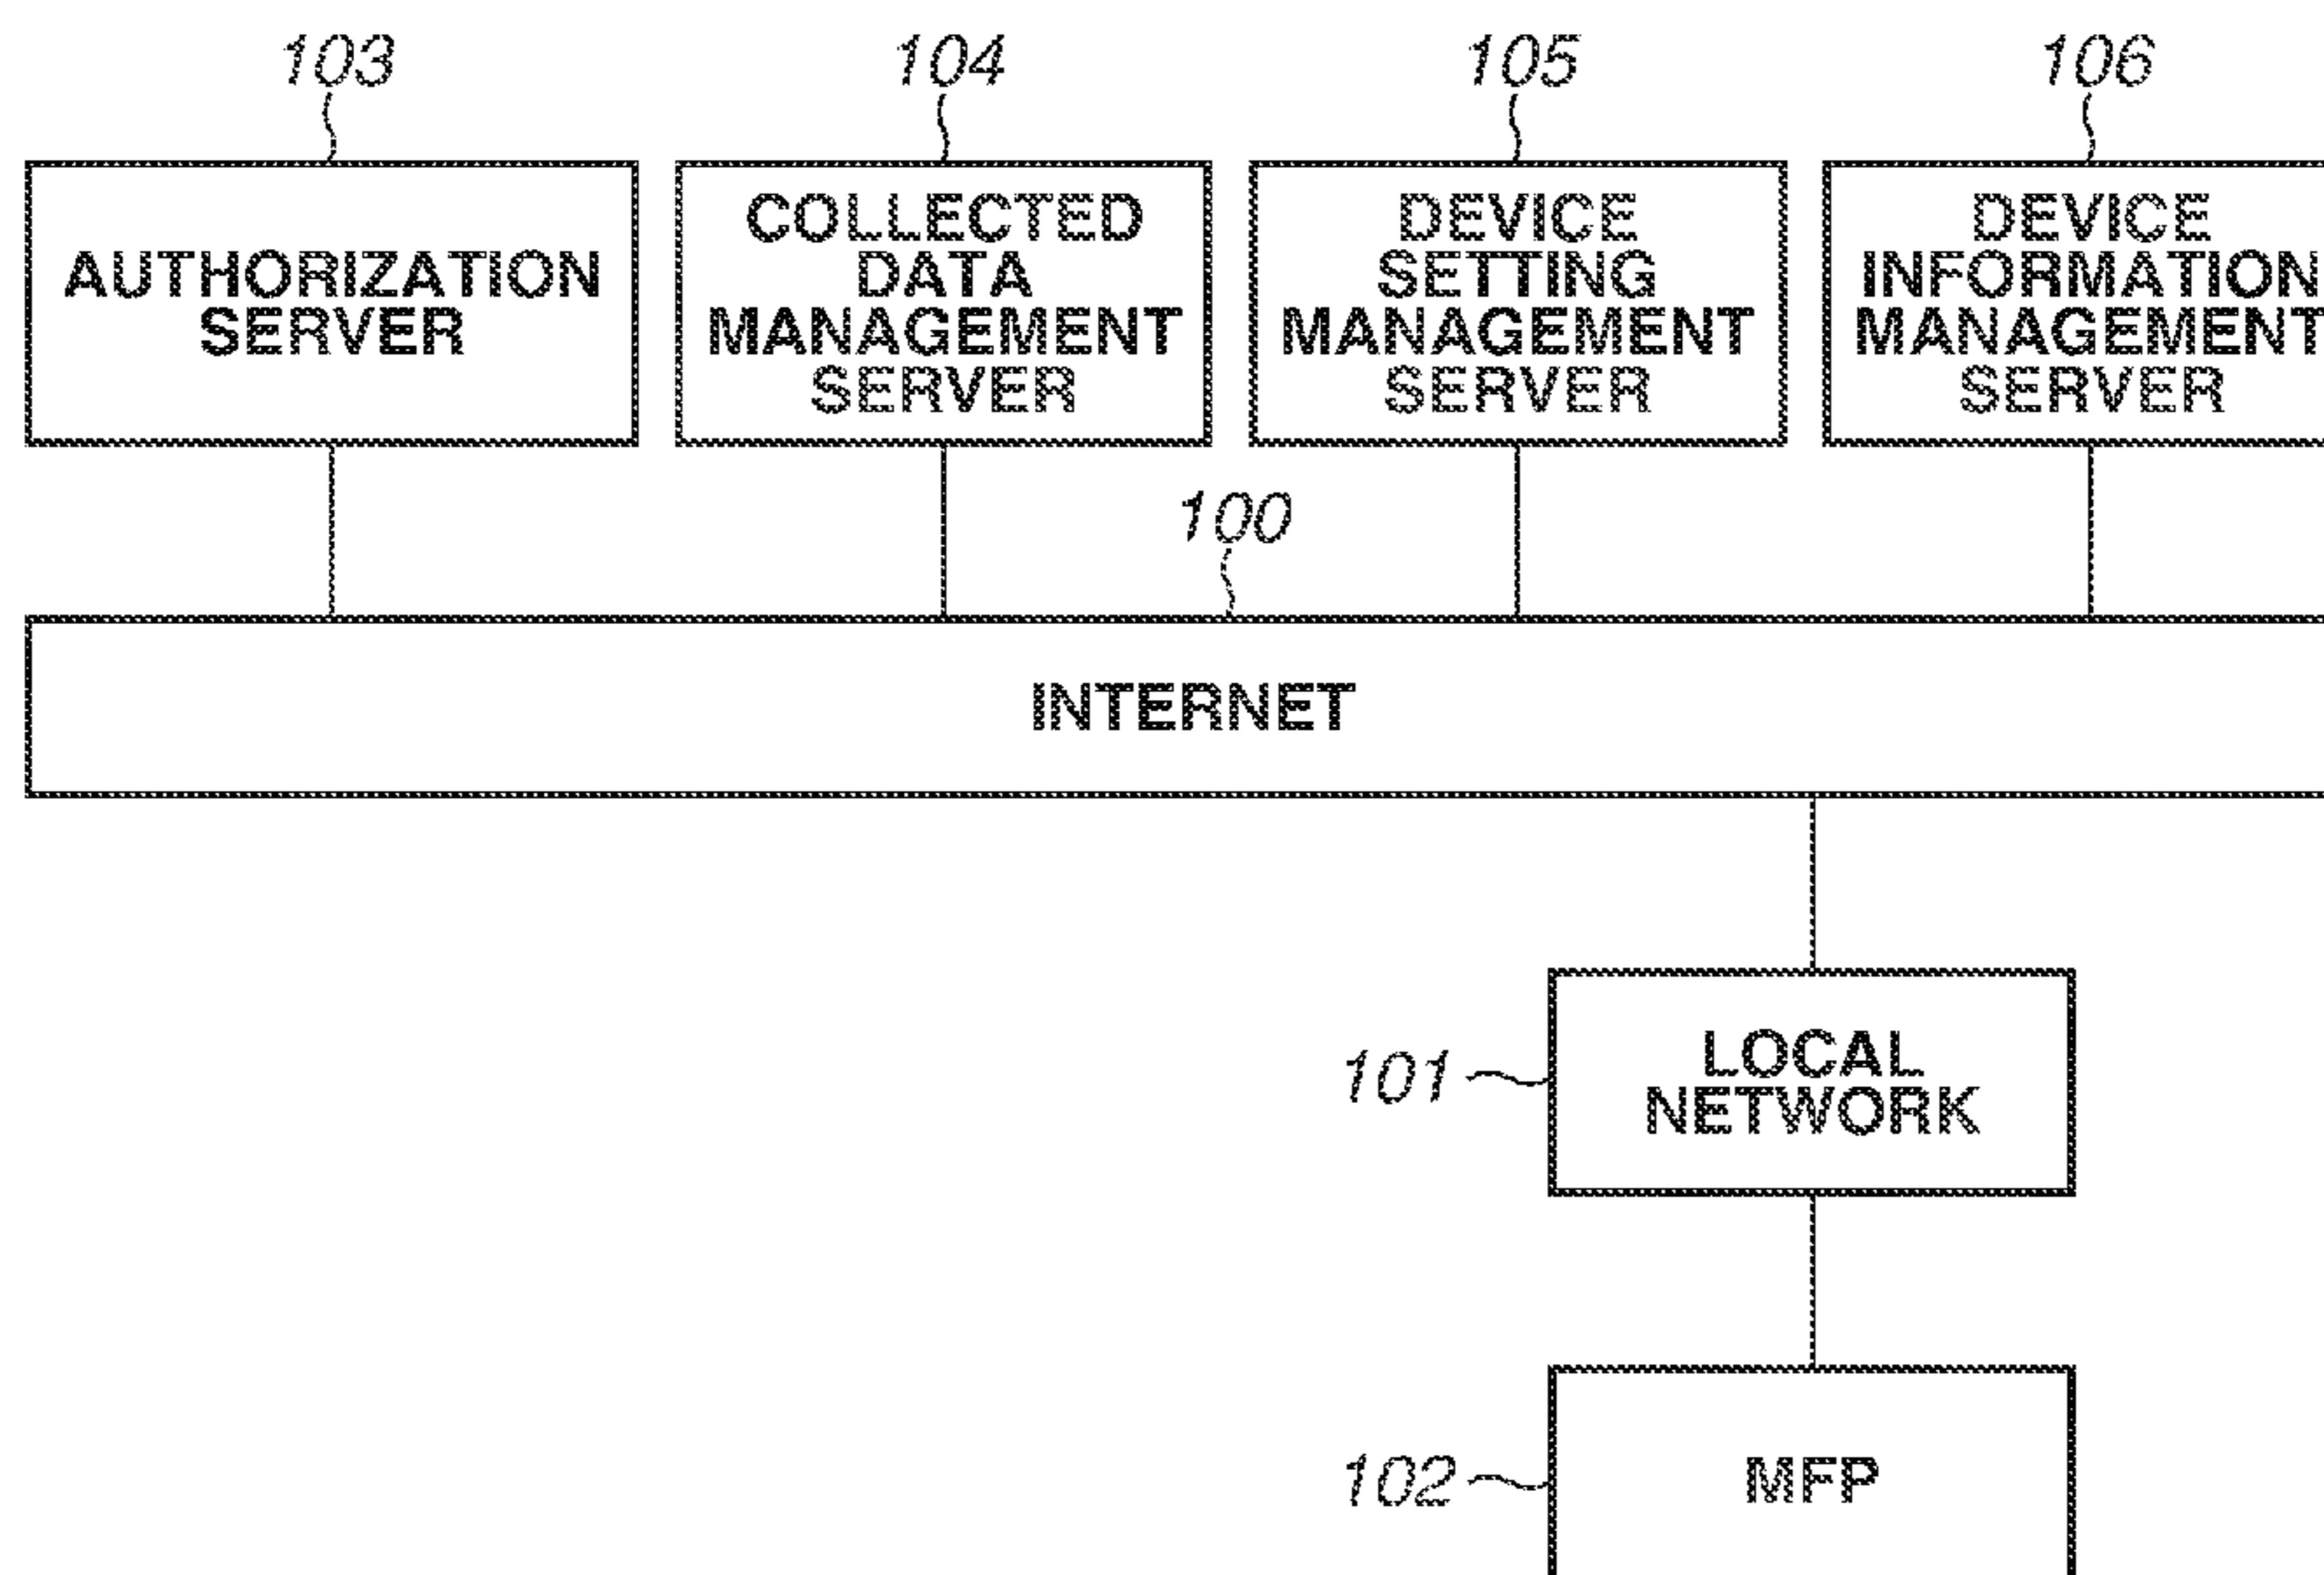 103
104
105
106
AUTHORIZATION
SERVER
COLLECTED
DATA
MANAGEMENT
SERVER
DEVICE
SETTING
MANAGEMENT
SERVER
DEVICE
INFORMATION
MANAGEMENT
SERVER
100
INTERNET
101
LOCAL
NETWORK
102
MFP